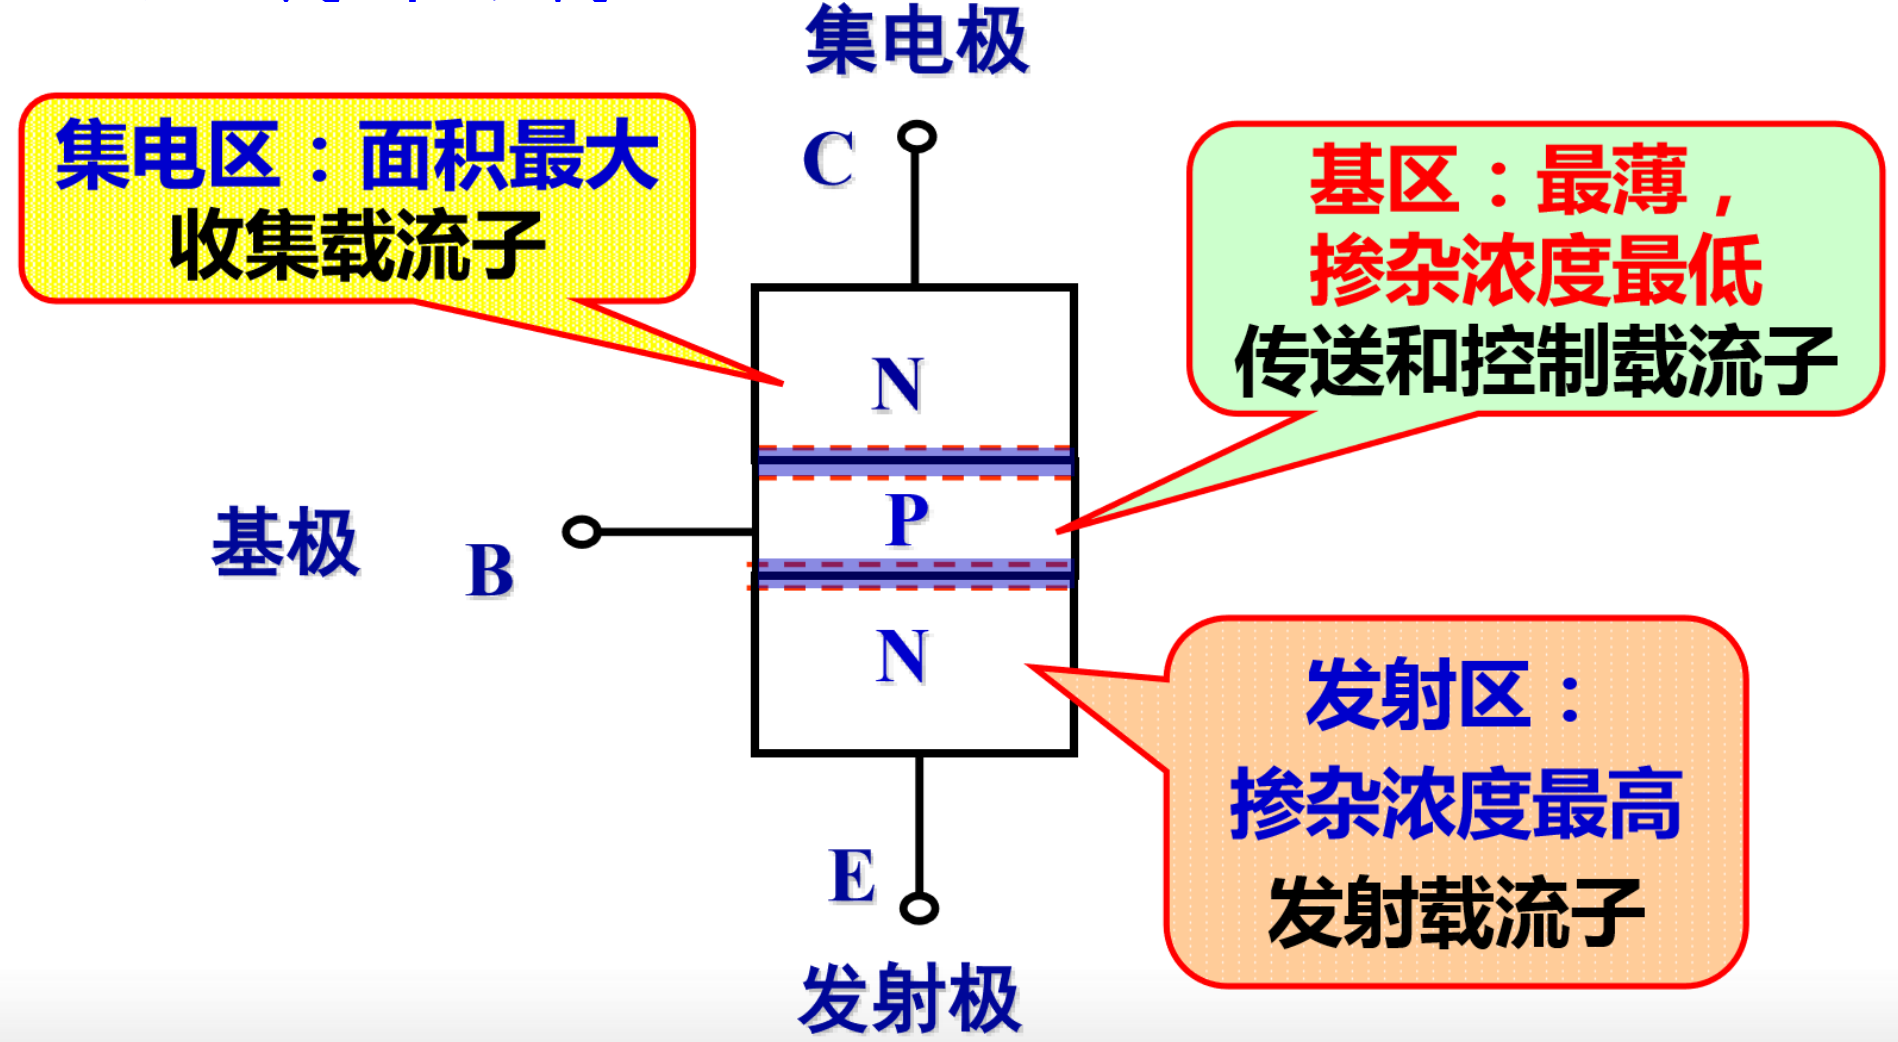 集电极
C
集电区：面积最大
收集载流子
基区：最薄，
掺杂浓度最低
传送和控制载流子
N
P
基极
B
N
发射区：
掺杂浓度最高
发射载流子
E
发射极